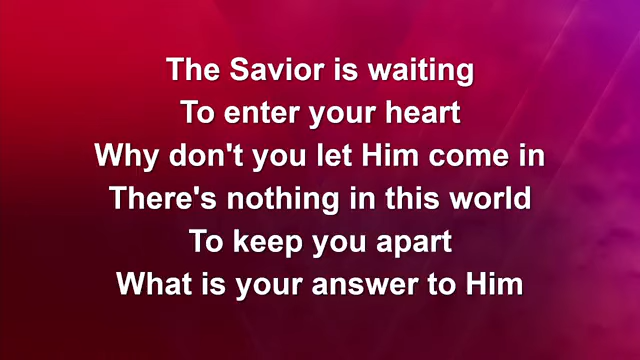 The Savior is waiting
To enter your heart
Why don't you let Him come in
There's nothing in this world
To keep you apart
What is your answer to Him